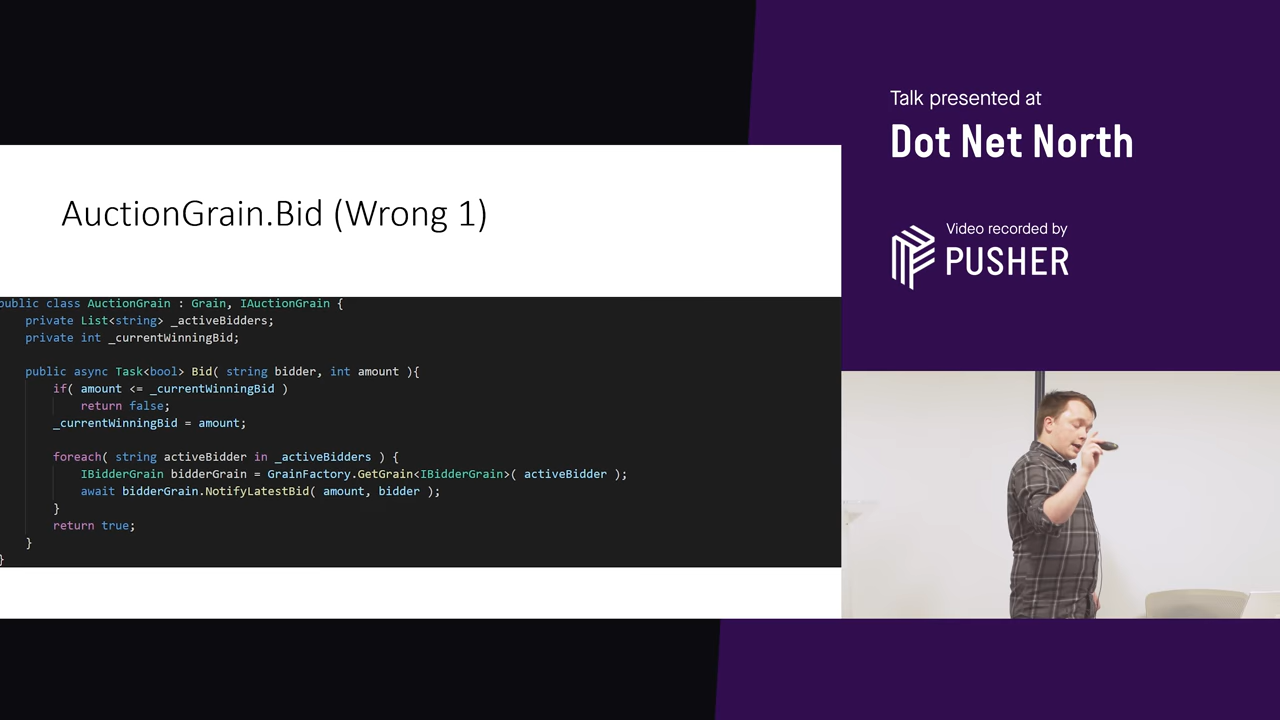 Talk presented at
Dot Net North
Video recorded by
PUSHER
AuctionGrain.Bid (Wrong 1)
public class AuctionGrain : Grain, IAuctionGrain {
private List<string> _activeBidders;
private int _currentWinningBid;
public async Task<bool> Bid( string bidder, int amount ){
if( amount <= _currentWinningBid )
return false;
_currentWinningBid = amount;
foreach( string activeBidder in _activeBidders ) {
IBidderGrain bidderGrain = GrainFactory.GetGrain<IBidderGrain>( activeBidder );
await bidderGrain.NotifyLatestBid( amount, bidder );
}
return true;
}
}